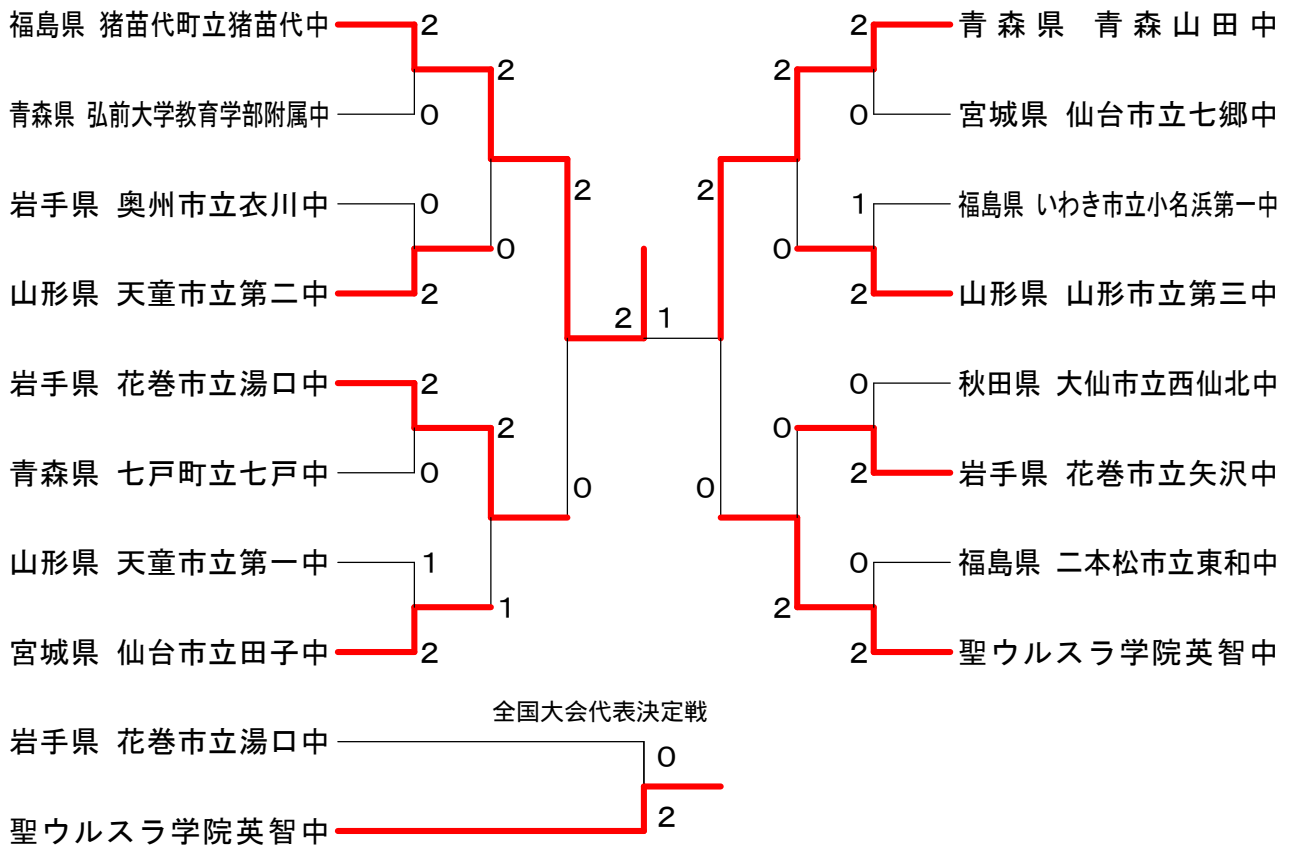 福島県 猪苗代町立猪苗代中
2
2
青森県 弘前大学教育学部附属中
0
2
岩手県 奥州市立衣川中
0
0
山形県 天童市立第二中
2
2
岩手県 花巻市立湯口中
2
2
青森県 七戸町立七戸中
0
0
山形県 天童市立第一中
1
1
宮城県 仙台市立田子中
2
2
青森県 青森山田中
2
0
宮城県 仙台市立七郷中
2
1
福島県 いわき市立小名浜第一中
0
2
山形県 山形市立第三中
1
0
秋田県 大仙市立西仙北中
0
2
岩手県 花巻市立矢沢中
0
0
福島県 二本松市立東和中
2
2
聖ウルスラ学院英智中
全国大会代表決定戦
岩手県 花巻市立湯口中
0
聖ウルスラ学院英智中
2